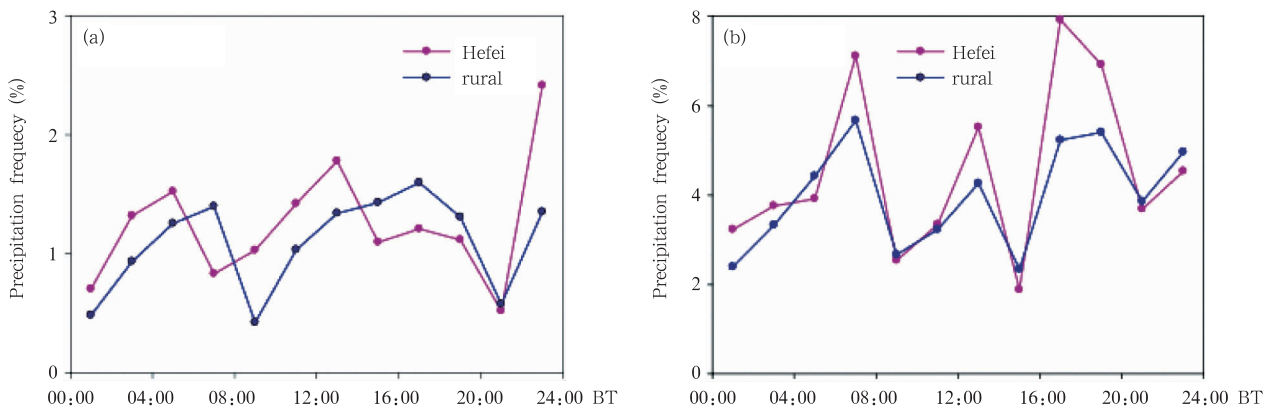 (a)
Hefei
rural
Precipitation frequecy (%)
3
2
1
0
00:00 04:00 08:00 12:00 16:00 20:00 24:00 BT
(b)
Hefei
rural
Precipitation frequecy (%)
8
6
4
2
0
00:00 04:00 08:00 12:00 16:00 20:00 24:00 BT